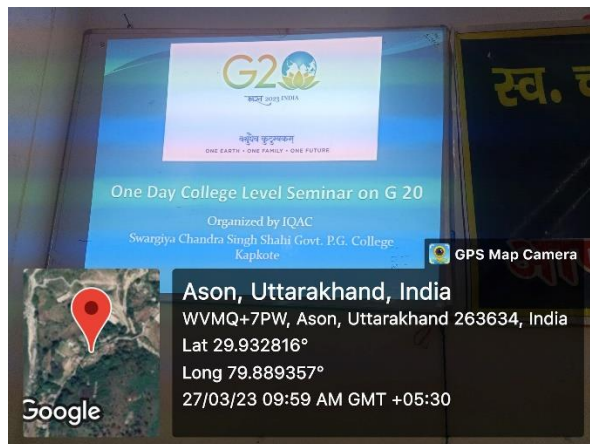 G20
भारत 2023 INDIA
वसुधैव कुटुम्बकम्
ONE EARTH • ONE FAMILY • ONE FUTURE
One Day College Level Seminar on G 20
Organized by IQAC
Swargiya Chandra Singh Shahi Govt. P.G. College
Kapkote
स्व.
GPS Map Camera
Ason, Uttarakhand, India
WVMQ+7PW, Ason, Uttarakhand 263634, India
Lat 29.932816°
Long 79.889357°
27/03/23 09:59 AM GMT +05:30
Google